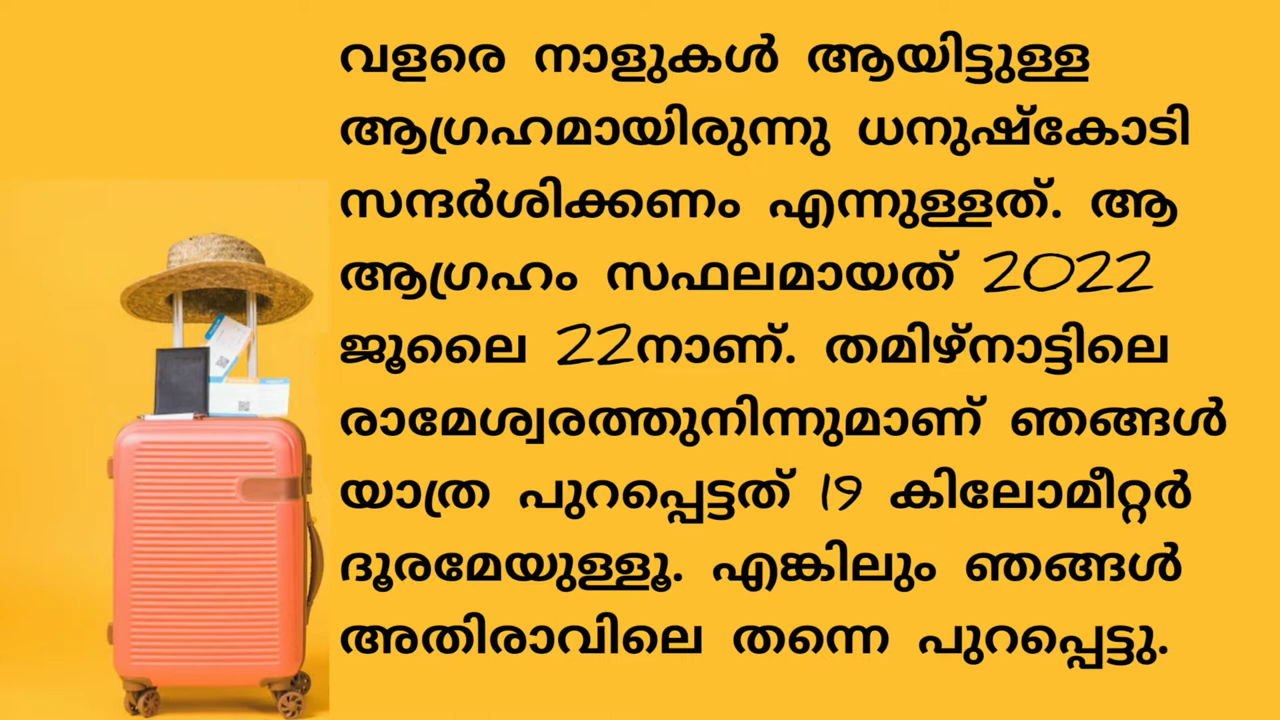 വളരെ നാളുകൾ ആയിട്ടുള്ള
ആഗ്രഹമായിരുന്നു ധനുഷ്കോടി
സന്ദർശിക്കണം എന്നുള്ളത്. ആ
ആഗ്രഹം സഫലമായത് 2022
ജൂലൈ 22നാണ്. തമിഴ്നാട്ടിലെ
രാമേശ്വരത്തുനിന്നുമാണ് ഞങ്ങൾ
യാത്ര പുറപ്പെട്ടത് 19 കിലോമീറ്റർ
ദൂരമേയുള്ളൂ. എങ്കിലും ഞങ്ങൾ
അതിരാവിലെ തന്നെ പുറപ്പെട്ടു.